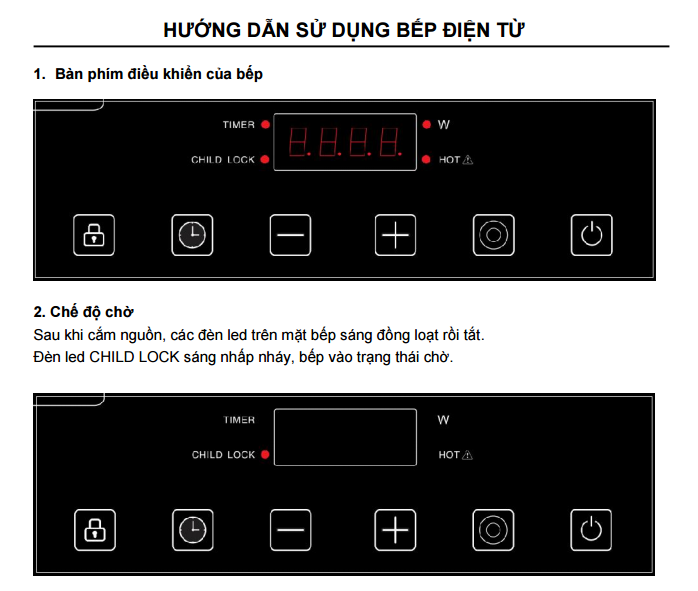 HƯỚNG DẪN SỬ DỤNG BẾP ĐIỆN TỪ
1. Bàn phím điều khiển của bếp
TIMER W
CHILD LOCK HOT
2. Chế độ chờ
Sau khi cắm nguồn, các đèn led trên mặt bếp sáng đồng loạt rồi tắt.
Đèn led CHILD LOCK sáng nhấp nháy, bếp vào trạng thái chờ.
TIMER W
CHILD LOCK HOT